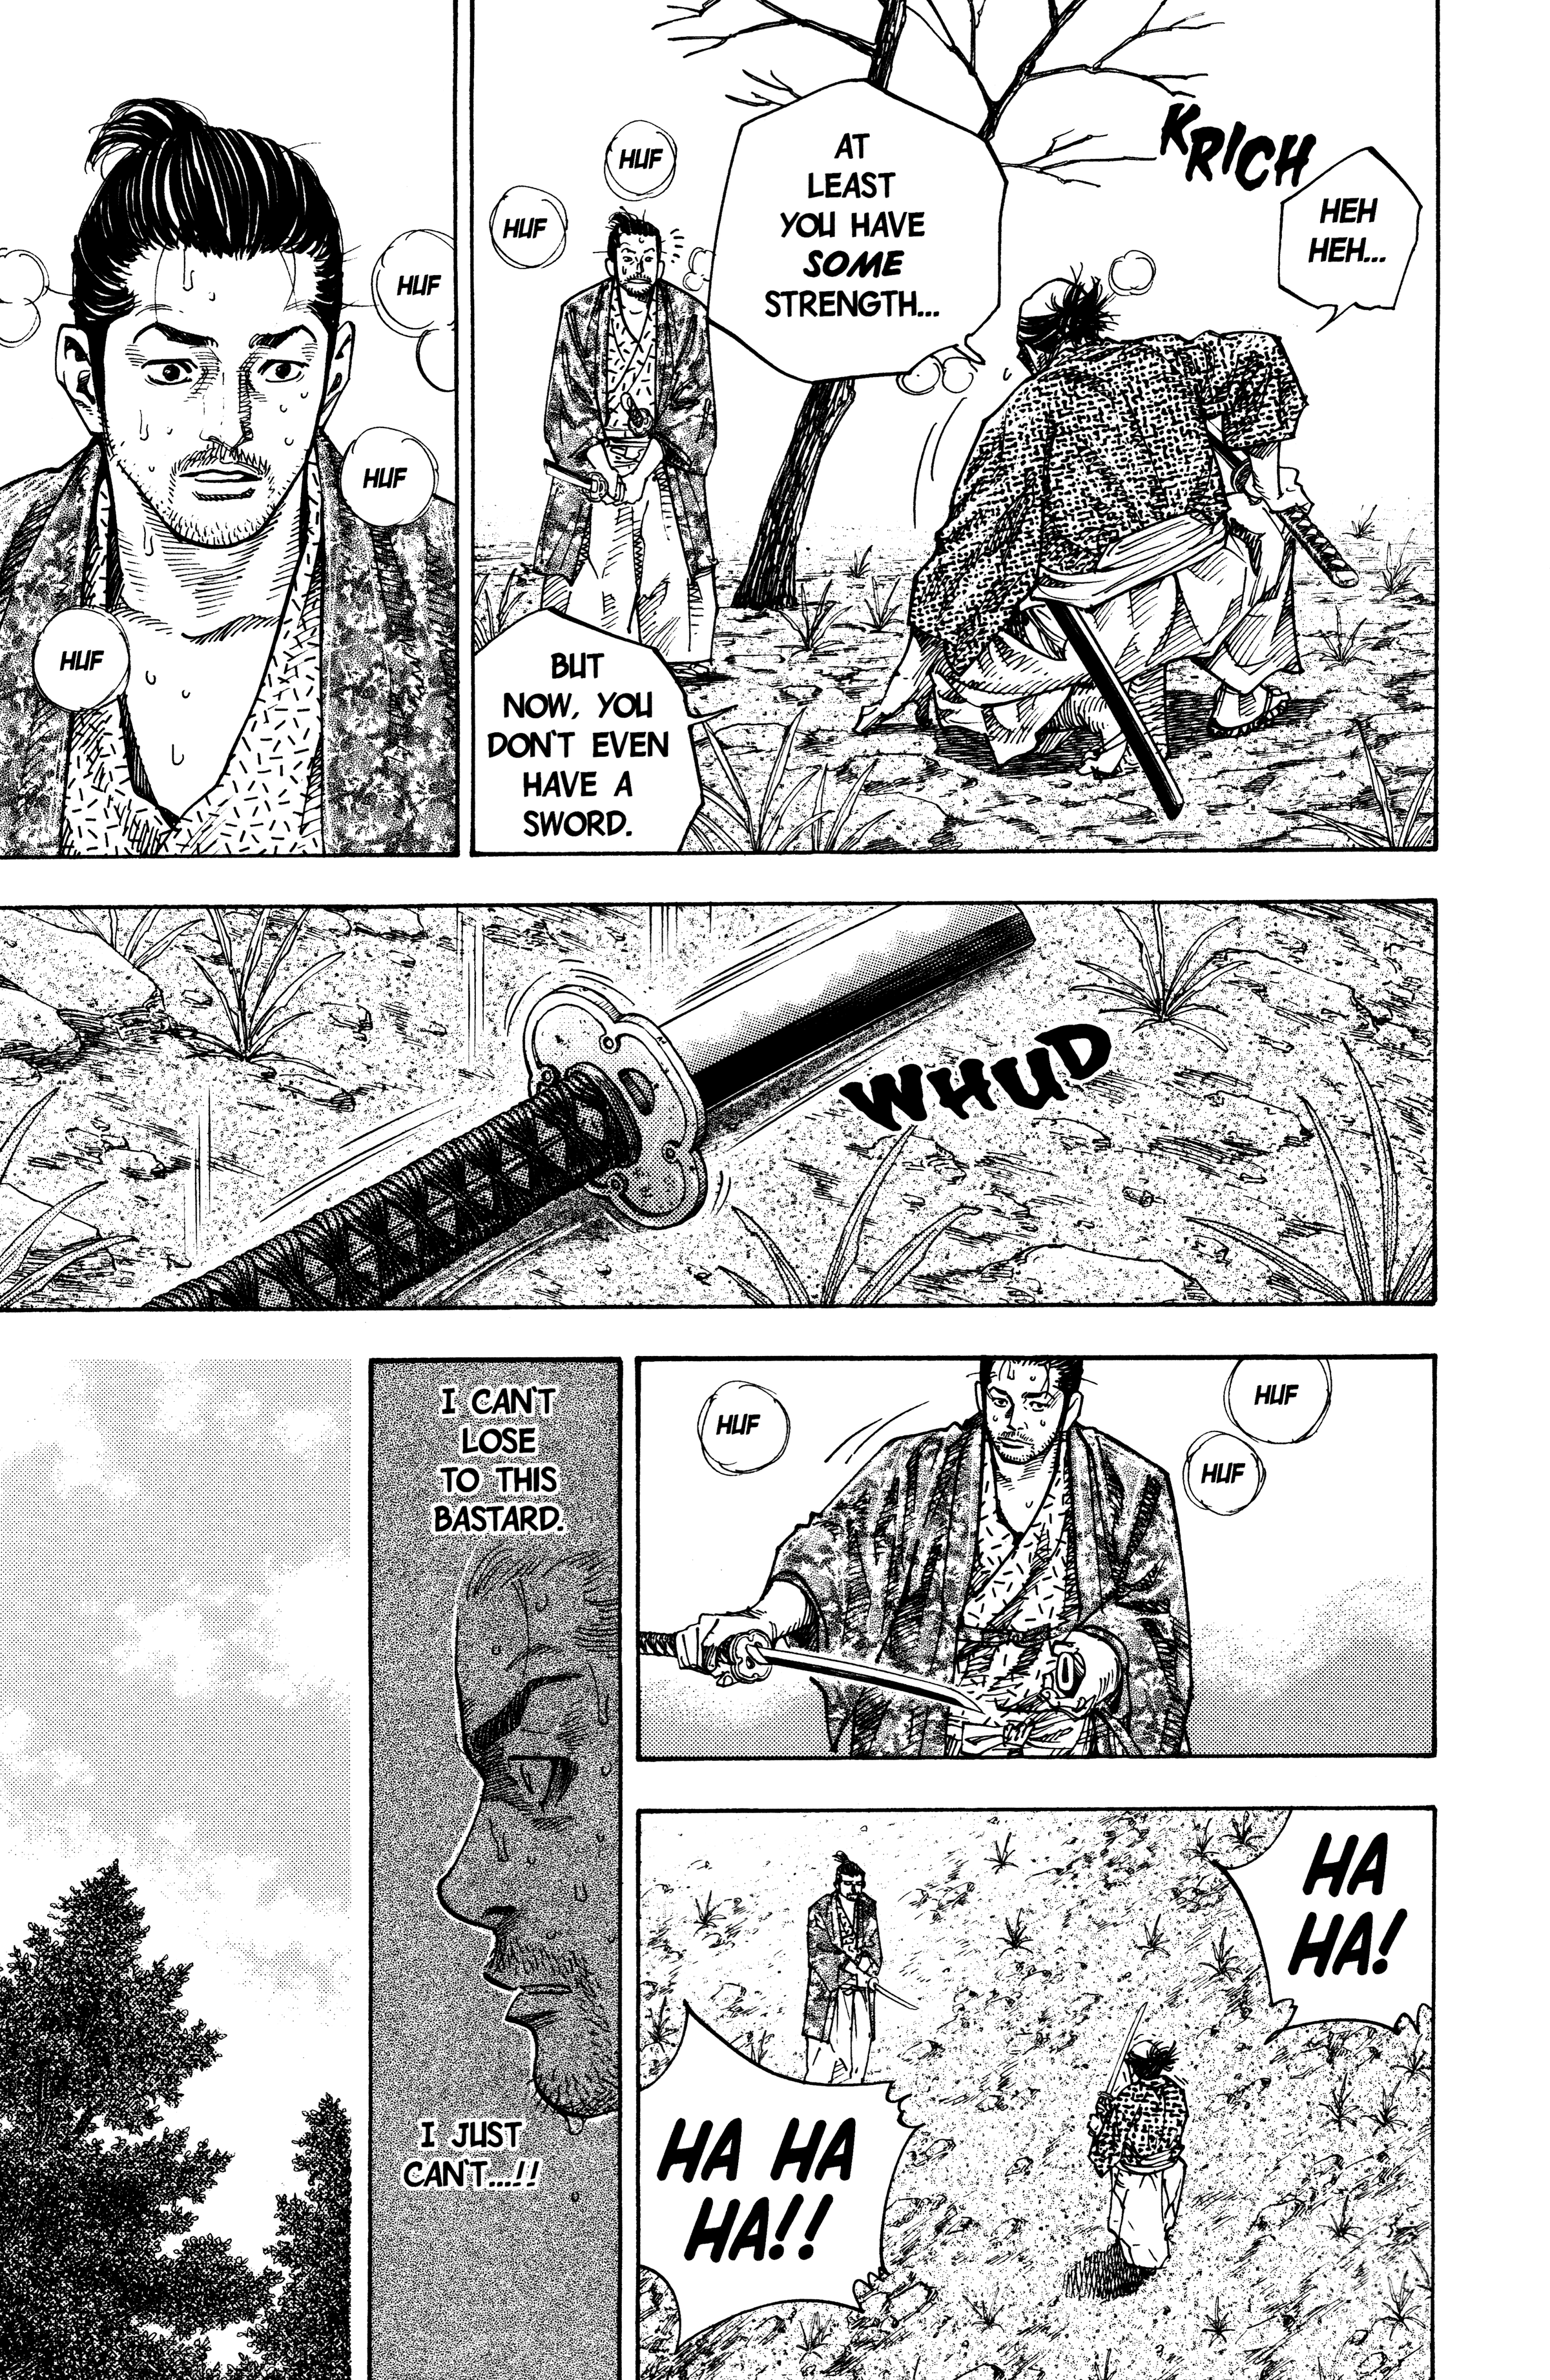 KRICH
HEH
HEH...
AT
LEAST
YOU HAVE
SOME
STRENGTH...
HUF
HUF
BUT
NOW, YOU
DON'T EVEN
HAVE A
SWORD.
HUF
HUF
HUF
WHUD
HUF
HUF
HUF
HA
HA!
HA HA
HA!!
I CAN'T
LOSE
TO THIS
BASTARD.
I JUST
CAN'T...!!